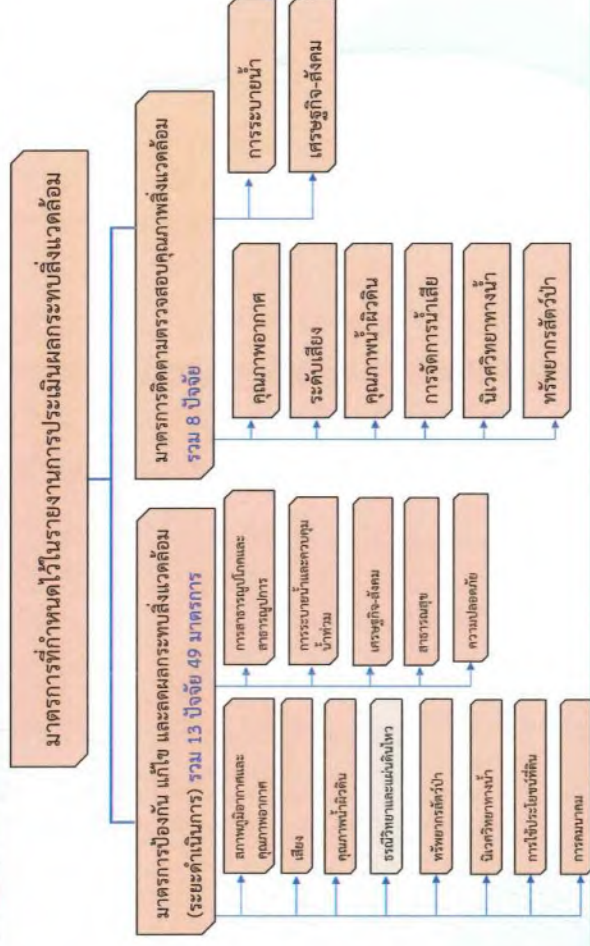 มาตรการที่กำหนดไว้ในรายงานการประเมินผลกระทบสิ่งแวดล้อม
มาตรการป้องกัน แก้ไข และลดผลกระทบสิ่งแวดล้อม
(ระยะดำเนินการ) รวม 13 ปัจจัย 49 มาตรการ
สภาพภูมิอากาศและ
คุณภาพอากาศ
เสียง
คุณภาพน้ำผิวดิน
ธรณีวิทยาและแผ่นดินไหว
ทรัพยากรสัตว์ป่า
นิเวศวิทยาทางน้ำ
การใช้ประโยชน์ที่ดิน
การคมนาคม
การสาธารณูปโภคและ
สาธารณูปการ
การระบายน้ำและควบคุม
น้ำท่วม
เศรษฐกิจ-สังคม
สาธารณสุข
ความปลอดภัย
มาตรการติดตามตรวจสอบคุณภาพสิ่งแวดล้อม
รวม 8 ปัจจัย
คุณภาพอากาศ
ระดับเสียง
คุณภาพน้ำผิวดิน
การจัดการน้ำเสีย
นิเวศวิทยาทางน้ำ
ทรัพยากรสัตว์ป่า
การระบายน้ำ
เศรษฐกิจ-สังคม